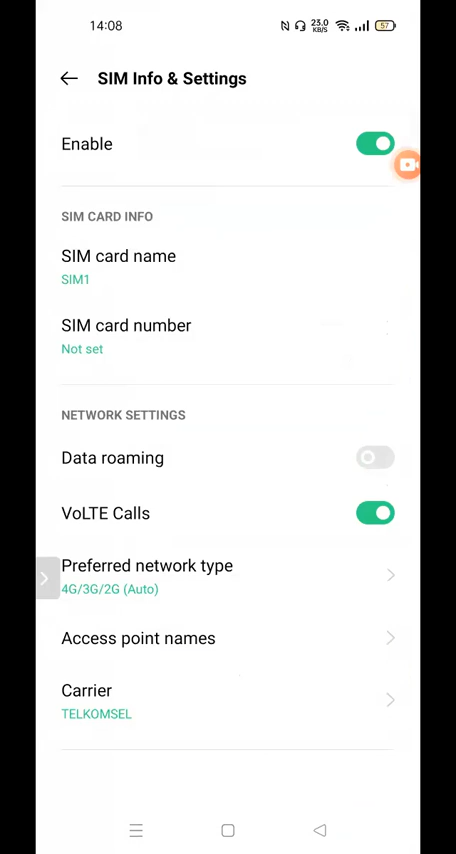 14:08
23.0
KB/S
57
SIM Info & Settings
Enable
SIM CARD INFO
SIM card name
SIM1
SIM card number
Not set
NETWORK SETTINGS
Data roaming
VoLTE Calls
Preferred network type
4G/3G/2G (Auto)
Access point names
Carrier
TELKOMSEL